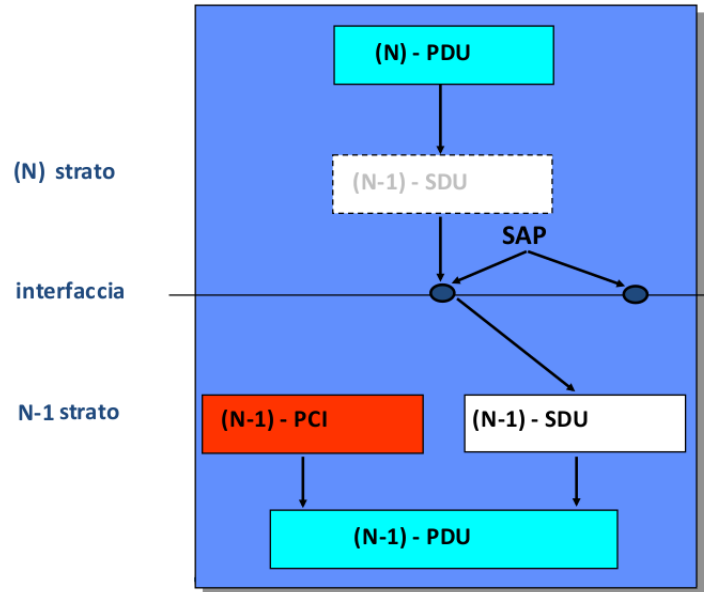 (N) - PDU
(N) strato
(N-1) - SDU
SAP
interfaccia
N-1 strato
(N-1) - PCI
(N-1) - SDU
(N-1) - PDU